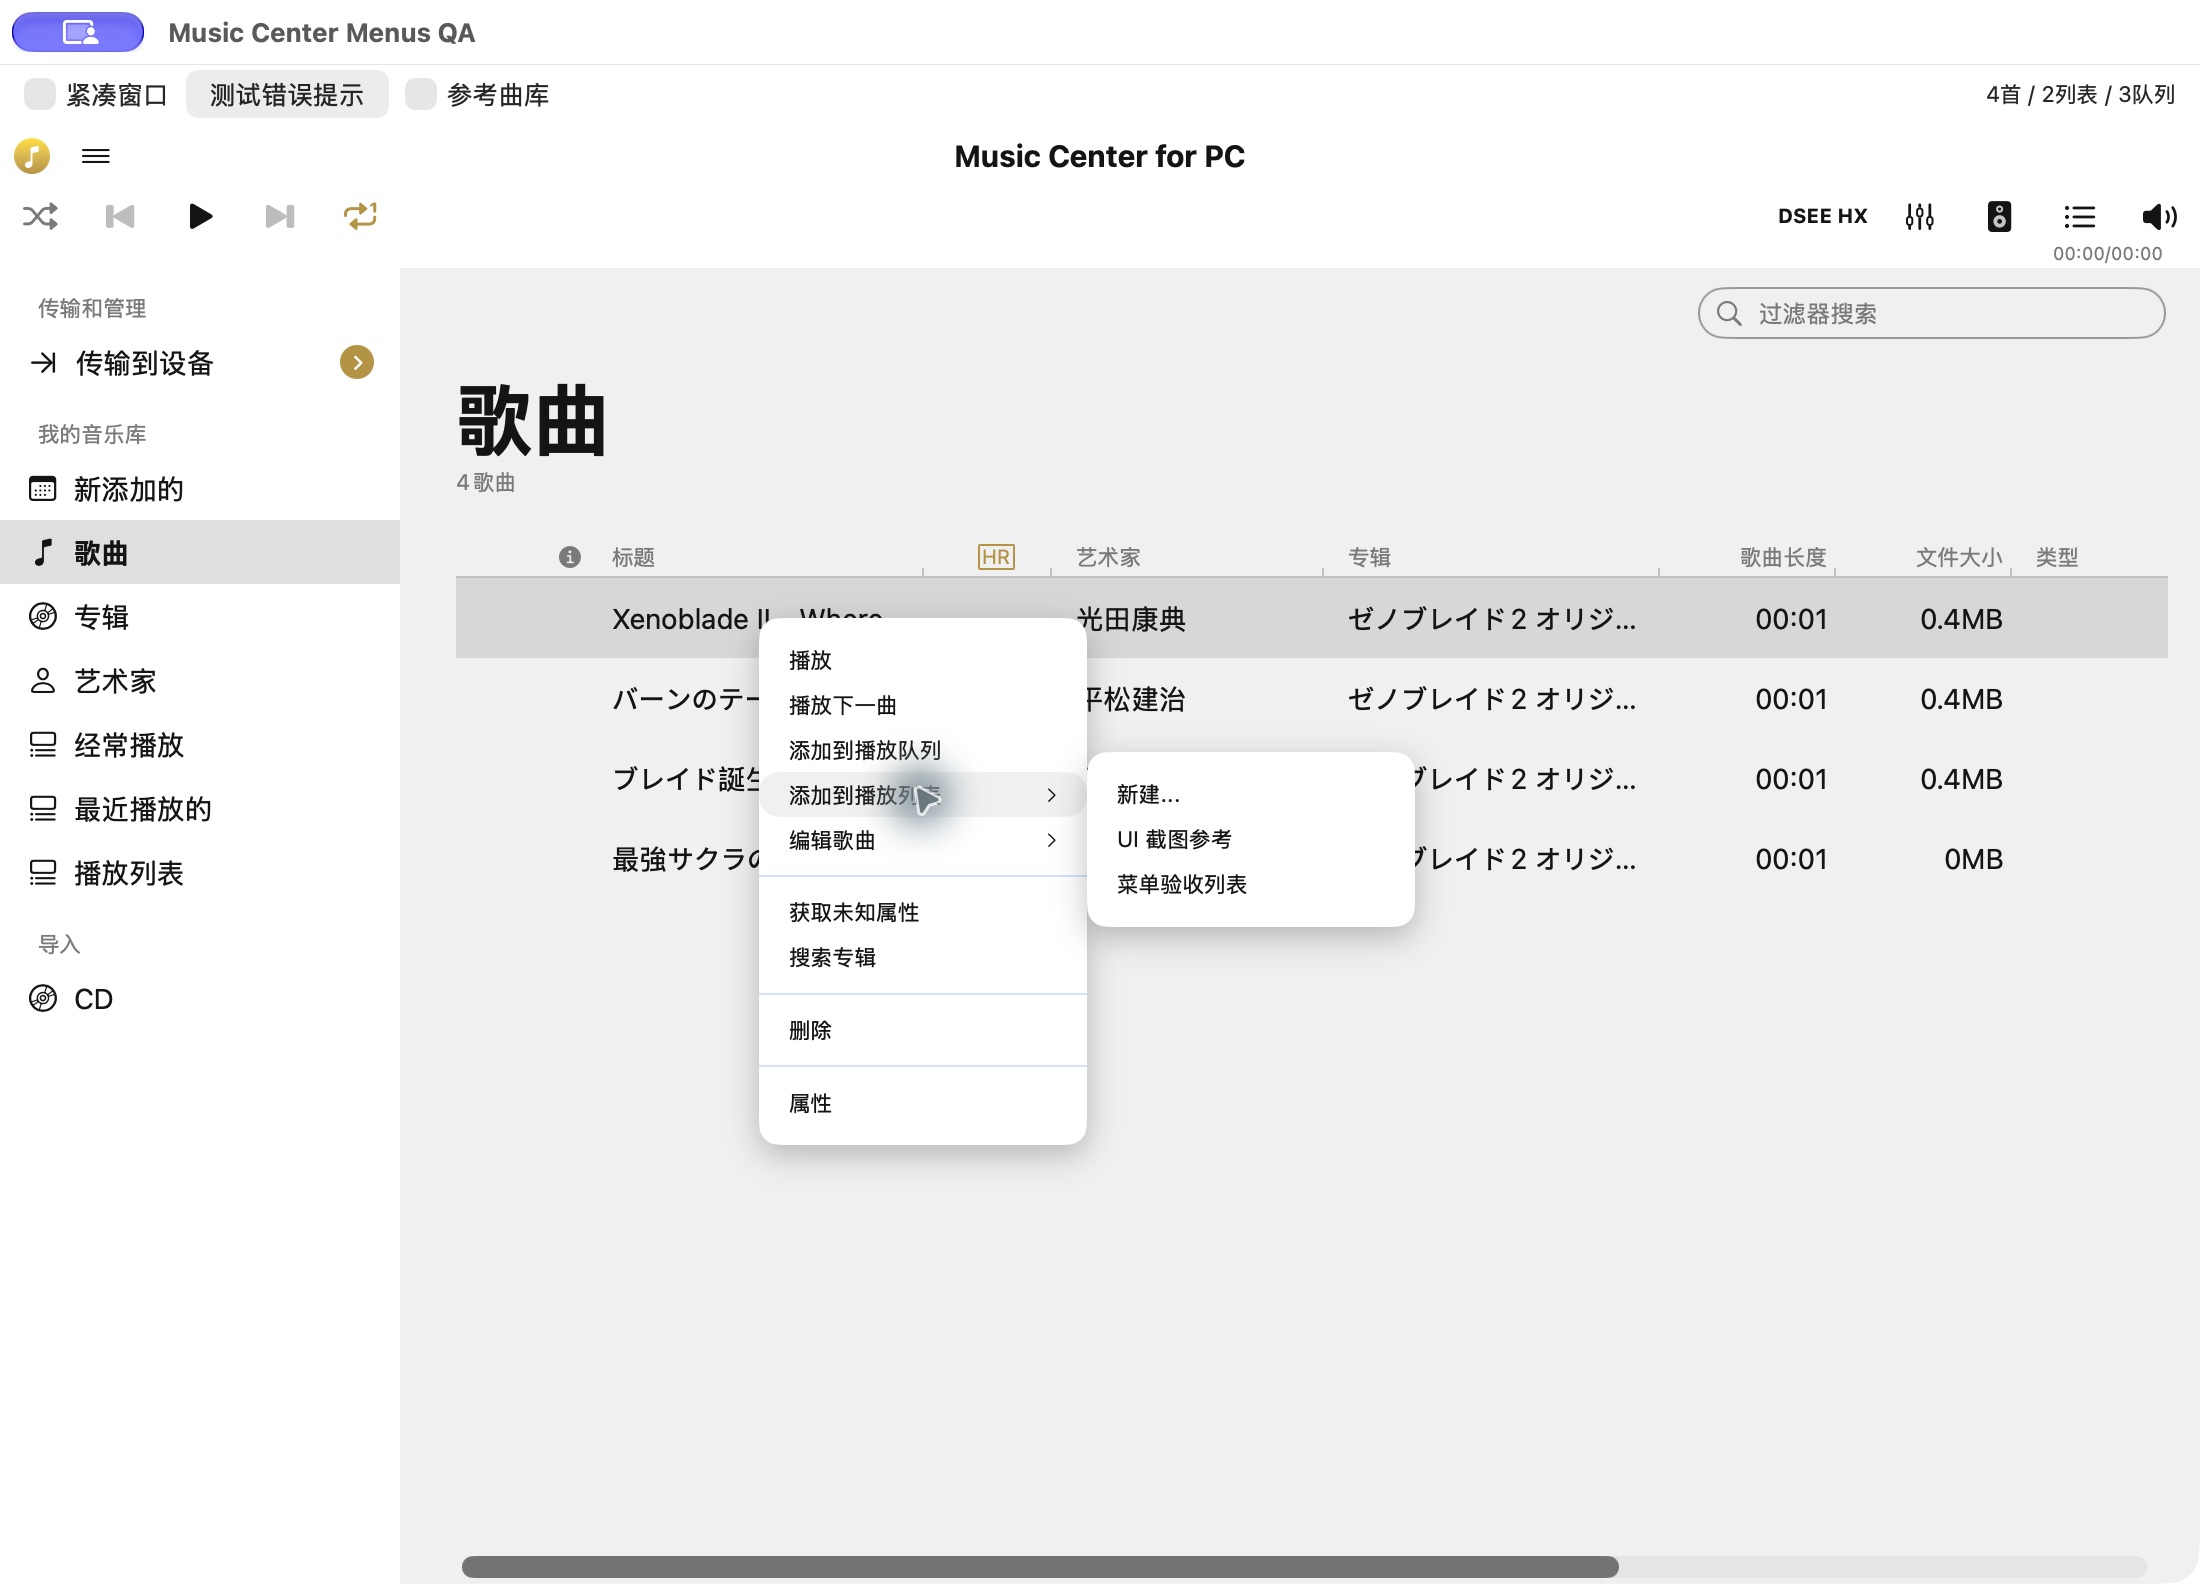 Music Center Menus QA
紧凑窗口 测试错误提示 参考曲库 4首 / 2列表 / 3队列
Music Center for PC
DSEE HX
00:00/00:00
传输和管理
传输到设备
我的音乐库
新添加的
歌曲
专辑
艺术家
经常播放
最近播放的
播放列表
导入
CD
过滤器搜索
歌曲
4歌曲
标题 HR 艺术家 专辑 歌曲长度 文件大小 类型
Xenoblade II 光田康典 ゼノブレイド2 オリジ... 00:01 0.4MB
バーンのテー 平松建治 ゼノブレイド2 オリジ... 00:01 0.4MB
ブレイド誕生 ブレイド2 オリジ... 00:01 0.4MB
最強サクラの ブレイド2 オリジ... 00:01 0MB
播放
播放下一曲
添加到播放队列
添加到播放列表
编辑歌曲
获取未知属性
搜索专辑
删除
属性
新建...
UI 截图参考
菜单验收列表